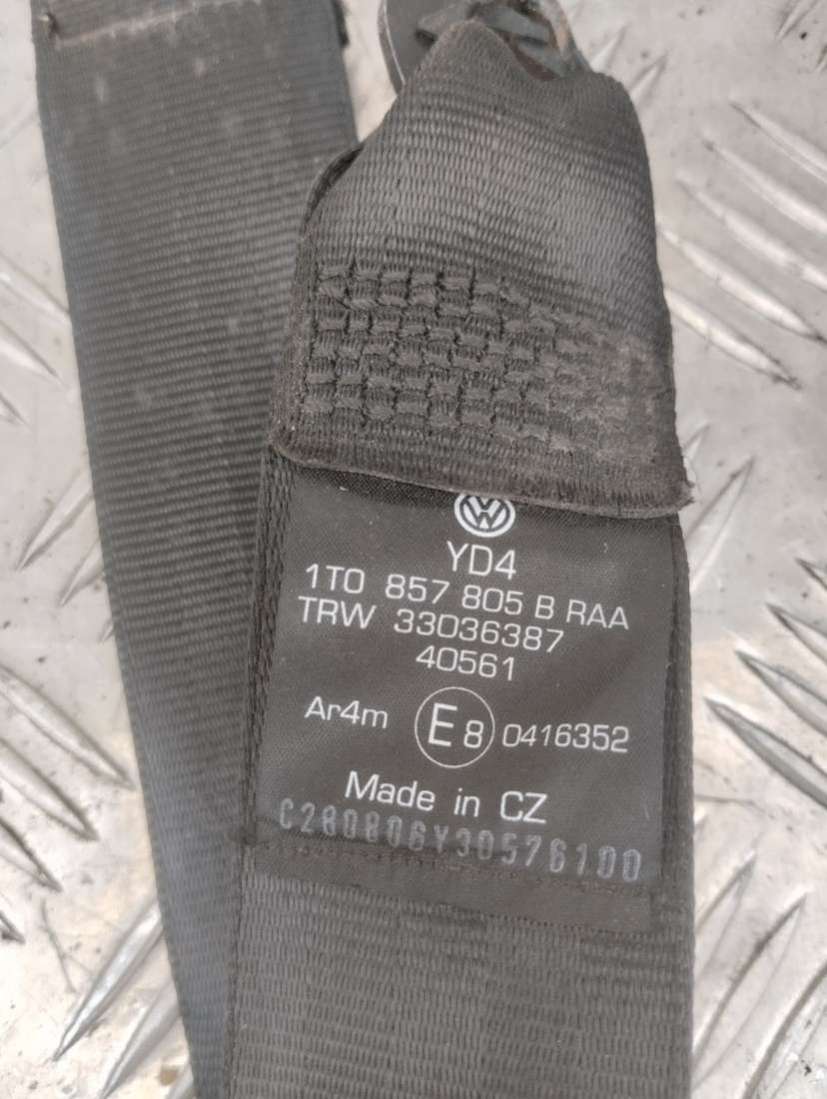 YD4
1T0 857 805 B RAA
TRW 33036387
40561
Ar4m E8 0416352
Made in CZ
C280806Y30576100